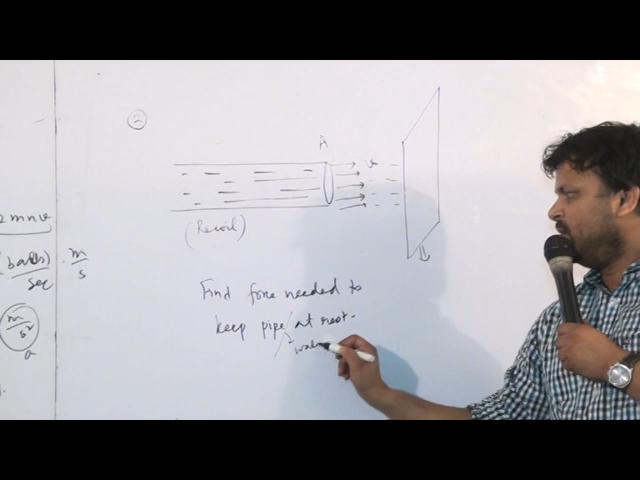 ②
A
v
(Recoil)
Find force needed to
keep pipe / at rest.
2mnv
(balls)/sec . m/s
m/s²
a